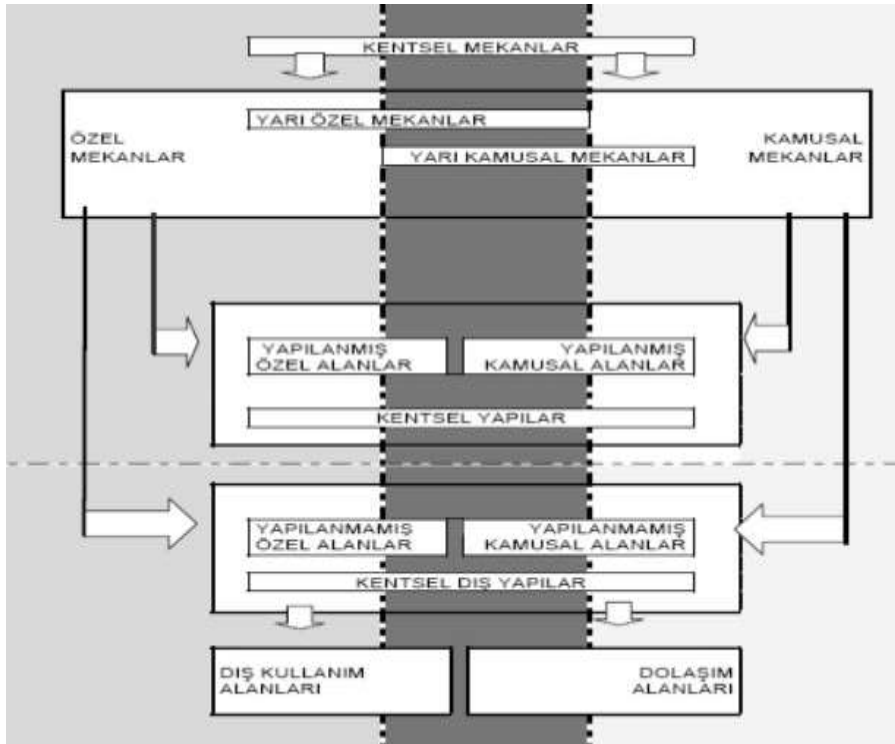 KENTSEL MEKANLAR
YARI ÖZEL MEKANLAR
ÖZEL
MEKANLAR
KAMUSAL
MEKANLAR
YARI KAMUSAL MEKANLAR
YAPILANMIŞ
ÖZEL ALANLAR
YAPILANMIŞ
KAMUSAL ALANLAR
KENTSEL YAPILAR
YAPILANMAMIŞ
ÖZEL ALANLAR
YAPILANMAMIŞ
KAMUSAL ALANLAR
KENTSEL DIŞ YAPILAR
DIŞ KULLANIM
ALANLARI
DOLAŞIM
ALANLARI